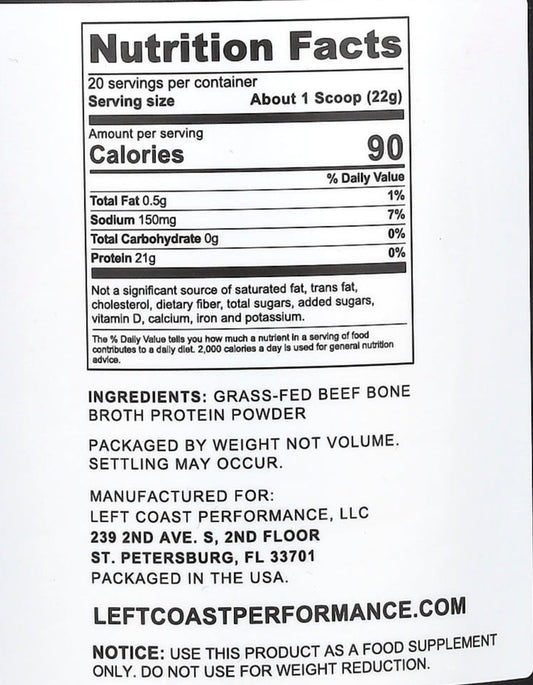 Nutrition Facts
20 servings per container
Serving size About 1 Scoop (22g)
Amount per serving
Calories 90
% Daily Value
Total Fat 0.5g 1%
Sodium 150mg 7%
Total Carbohydrate 0g 0%
Protein 21g 0%
Not a significant source of saturated fat, trans fat,
cholesterol, dietary fiber, total sugars, added sugars,
vitamin D, calcium, iron and potassium.
The % Daily Value tells you how much a nutrient in a serving of food
contributes to a daily diet. 2,000 calories a day is used for general nutrition
advice.
INGREDIENTS: GRASS-FED BEEF BONE
BROTH PROTEIN POWDER
PACKAGED BY WEIGHT NOT VOLUME.
SETTLING MAY OCCUR.
MANUFACTURED FOR:
LEFT COAST PERFORMANCE, LLC
239 2ND AVE. S, 2ND FLOOR
ST. PETERSBURG, FL 33701
PACKAGED IN THE USA.
LEFTCOASTPERFORMANCE.COM
NOTICE: USE THIS PRODUCT AS A FOOD SUPPLEMENT
ONLY. DO NOT USE FOR WEIGHT REDUCTION.